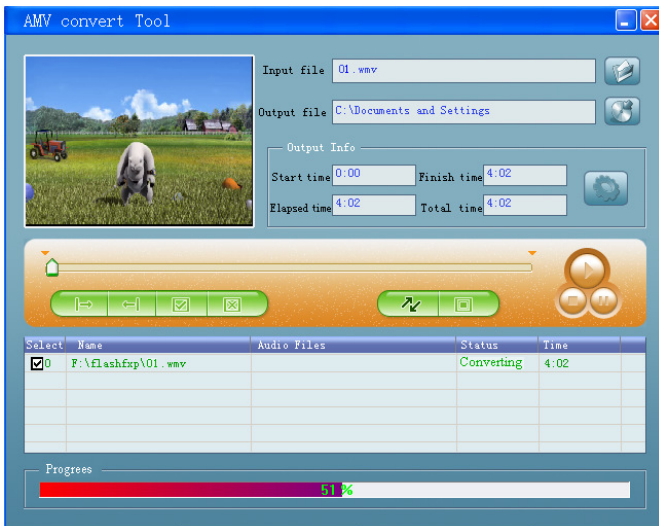 AMV convert Tool
Input file 01.wmv
Output file C:\Documents and Settings
Output Info
Start time 0:00 Finish time 4:02
Elapsed time 4:02 Total time 4:02
Select Name Audio Files Status Time
0 F:\flashfxp\01.wmv Converting 4:02
Progrees
51%